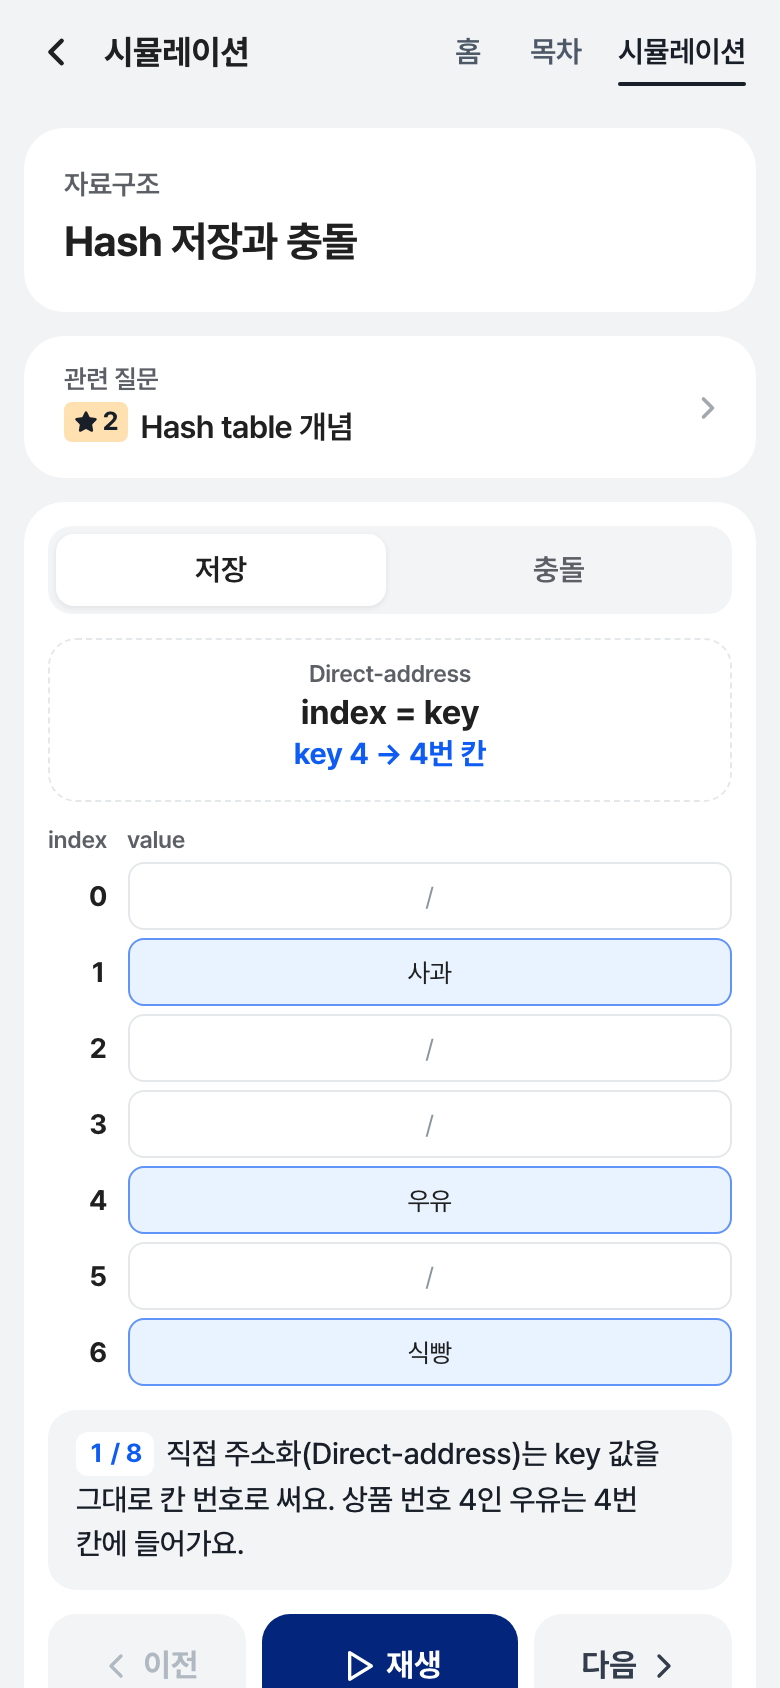 시뮬레이션 홈 목차 시뮬레이션
자료구조
Hash 저장과 충돌
관련 질문
★ 2 Hash table 개념
저장 충돌
Direct-address
index = key
key 4 → 4번 칸
index value
0 /
1 사과
2 /
3 /
4 우유
5 /
6 식빵
1 / 8 직접 주소화(Direct-address)는 key 값을
그대로 칸 번호로 써요. 상품 번호 4인 우유는 4번
칸에 들어가요.
이전 재생 다음